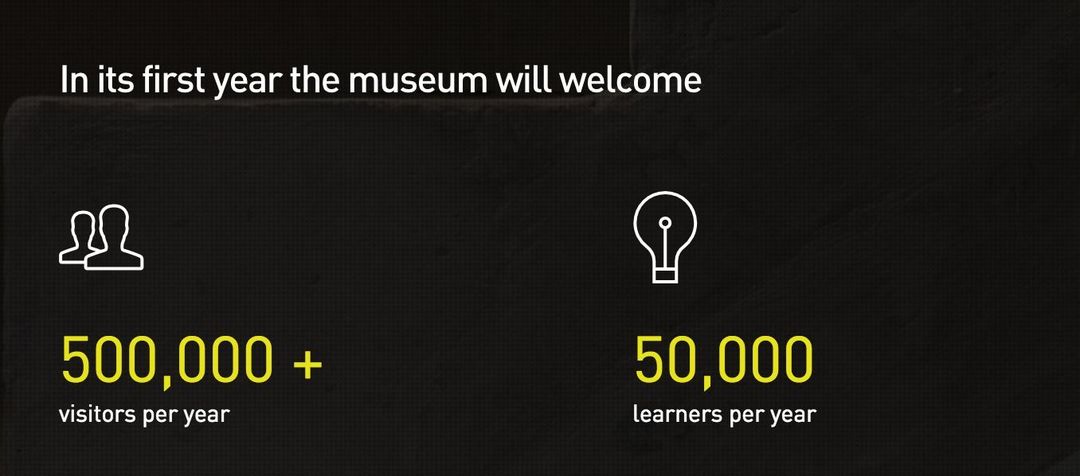 In its first year the museum will welcome
500,000 +
visitors per year
50,000
learners per year